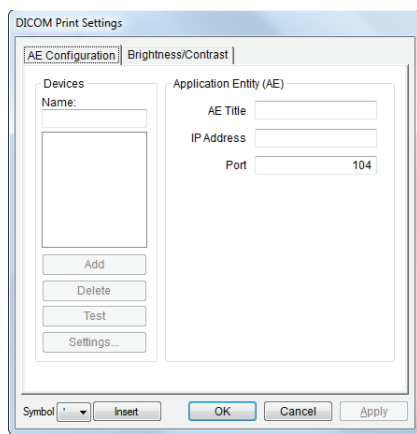 DICOM Print Settings
AE Configuration
Brightness/Contrast
Devices
Name:
Application Entity (AE)
AE Title
IP Address
Port
104
Add
Delete
Test
Settings...
Symbol
'
Insert
OK
Cancel
Apply